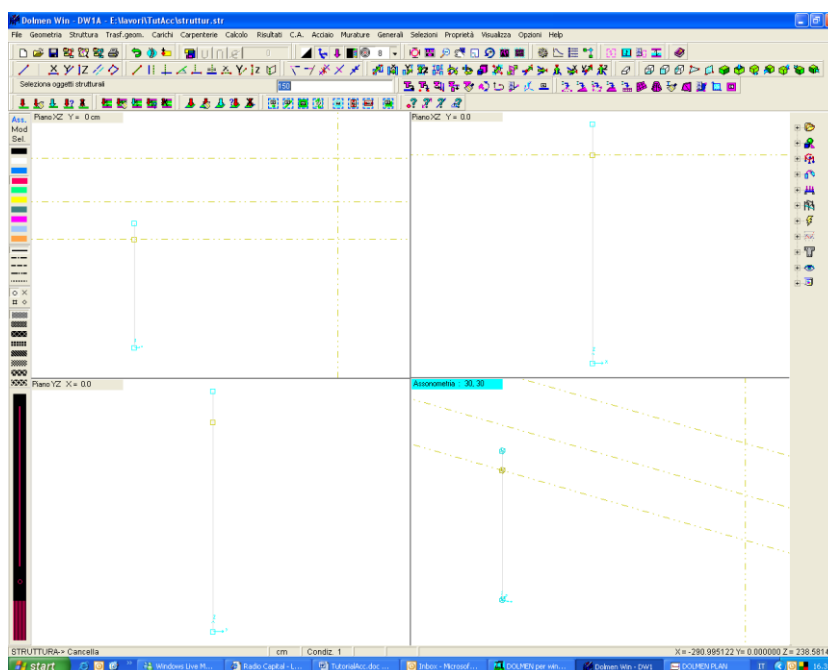 Dolmen Win - DW1A - E:\lavori\TutAcc\struttur.str
File Geometria Struttura Trasf.geom. Carichi Carpenterie Calcolo Risultati C.A. Acciaio Murature Generali Selezioni Proprietà Visualizza Opzioni Help
Seleziona oggetti strutturali
150
Ass.
Mod
Sel.
Piano XZ Y = 0 cm
Piano XZ Y = 0.0
Piano YZ X = 0.0
Assonometria : 30, 30
STRUTTURA-> Cancella cm Condiz. 1 X = -290.995122 Y= 0.000000 Z = 238.5814
start Windows Live M... Radio Capital - L... TutorialAcc.doc ... Inbox - Microsof... DOLMEN per win... Dolmen Win - DW1 DOLMEN PLAN IT